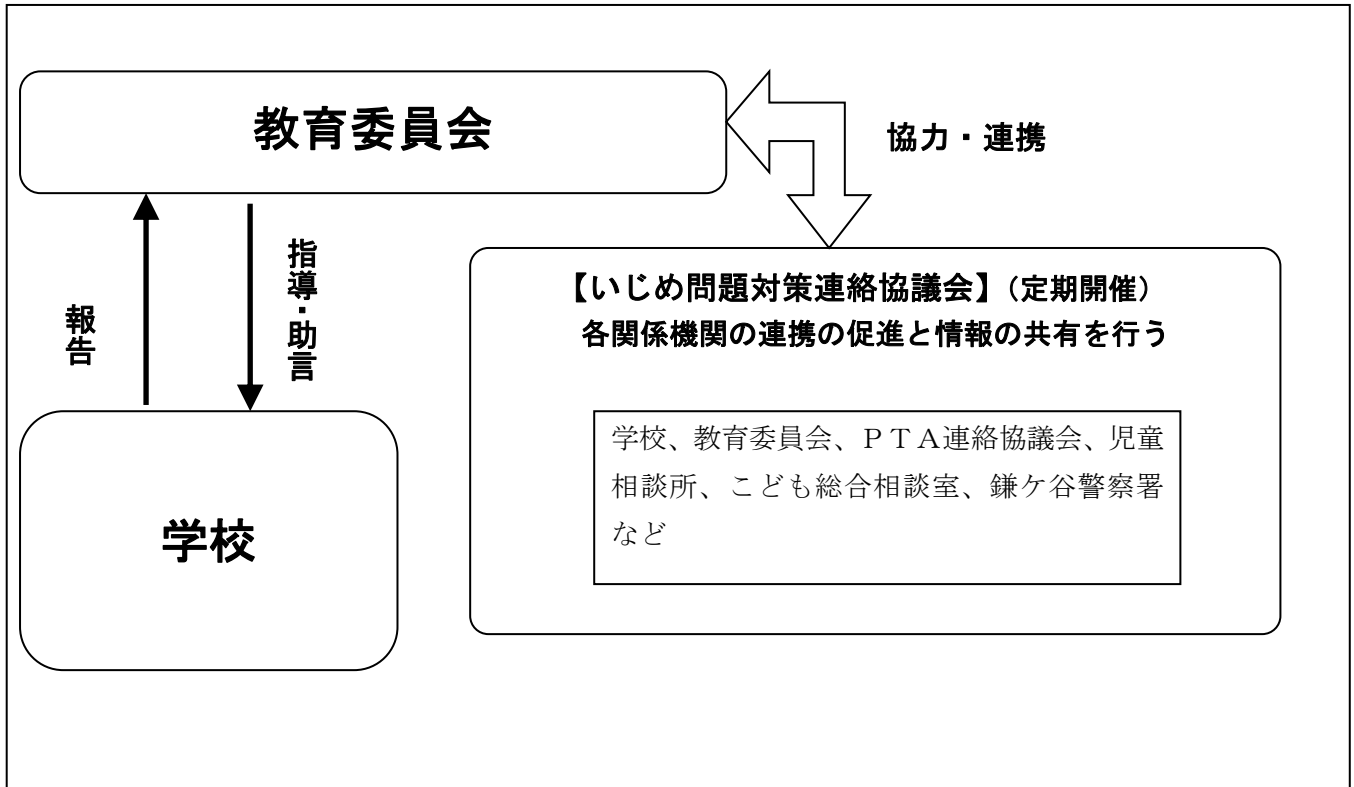 教育委員会
協力・連携
報告
指導・助言
【いじめ問題対策連絡協議会】（定期開催）
各関係機関の連携の促進と情報の共有を行う
学校、教育委員会、ＰＴＡ連絡協議会、児童
相談所、こども総合相談室、鎌ケ谷警察署
など
学校